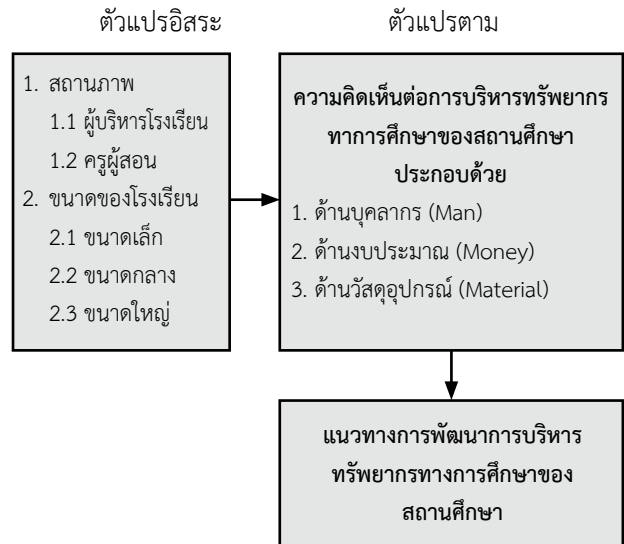 ตัวแปรอิสระ
ตัวแปรตาม
1. สถานภาพ
1.1 ผู้บริหารโรงเรียน
1.2 ครูผู้สอน
2. ขนาดของโรงเรียน
2.1 ขนาดเล็ก
2.2 ขนาดกลาง
2.3 ขนาดใหญ่
ความคิดเห็นต่อการบริหารทรัพยากร
ทาการศึกษาของสถานศึกษา
ประกอบด้วย
1. ด้านบุคลากร (Man)
2. ด้านงบประมาณ (Money)
3. ด้านวัสดุอุปกรณ์ (Material)
แนวทางการพัฒนาการบริหาร
ทรัพยากรทางการศึกษาของ
สถานศึกษา